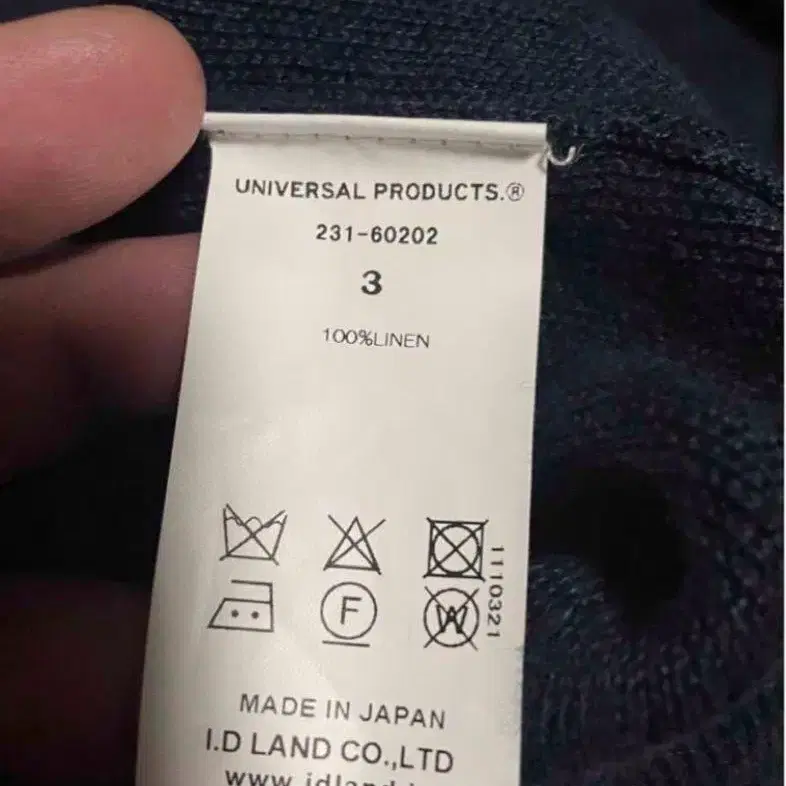 UNIVERSAL PRODUCTS.®
231-60202
3
100%LINEN
F
W
1110321
MADE IN JAPAN
I.D LAND CO.,LTD